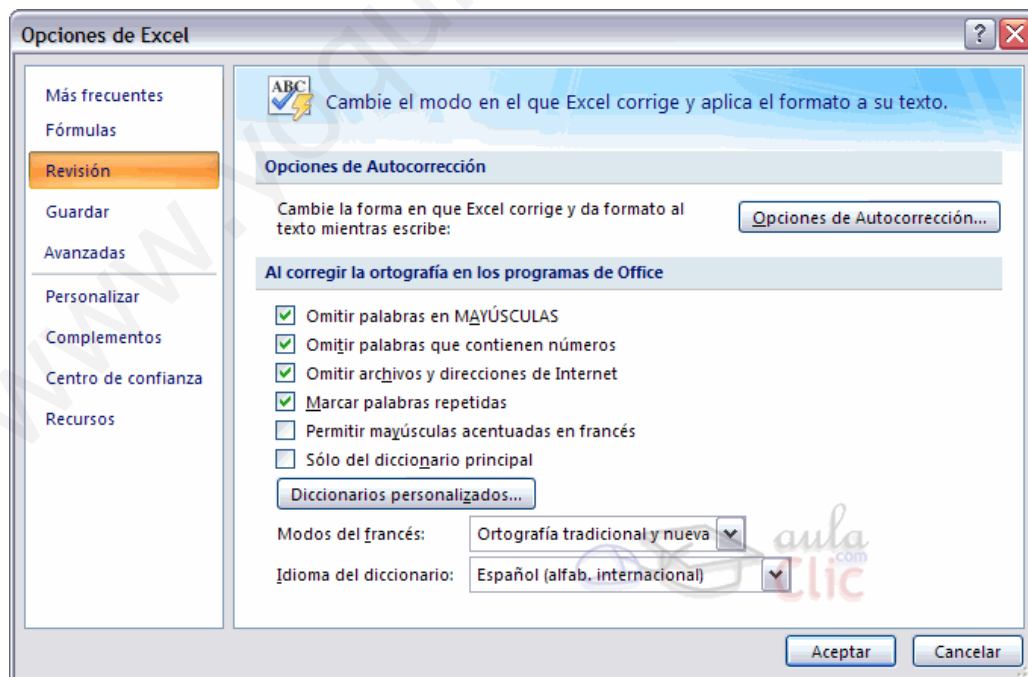 Opciones de Excel
Más frecuentes
Fórmulas
Revisión
Guardar
Avanzadas
Personalizar
Complementos
Centro de confianza
Recursos
ABC
Cambie el modo en el que Excel corrige y aplica el formato a su texto.
Opciones de Autocorrección
Cambie la forma en que Excel corrige y da formato al
texto mientras escribe:
Opciones de Autocorrección...
Al corregir la ortografía en los programas de Office
Omitir palabras en MAYÚSCULAS
Omitir palabras que contienen números
Omitir archivos y direcciones de Internet
Marcar palabras repetidas
Permitir mayúsculas acentuadas en francés
Sólo del diccionario principal
Diccionarios personalizados...
Modos del francés:
Ortografía tradicional y nueva
Idioma del diccionario:
Español (alfab. internacional)
aula
.com
Clic
Aceptar
Cancelar